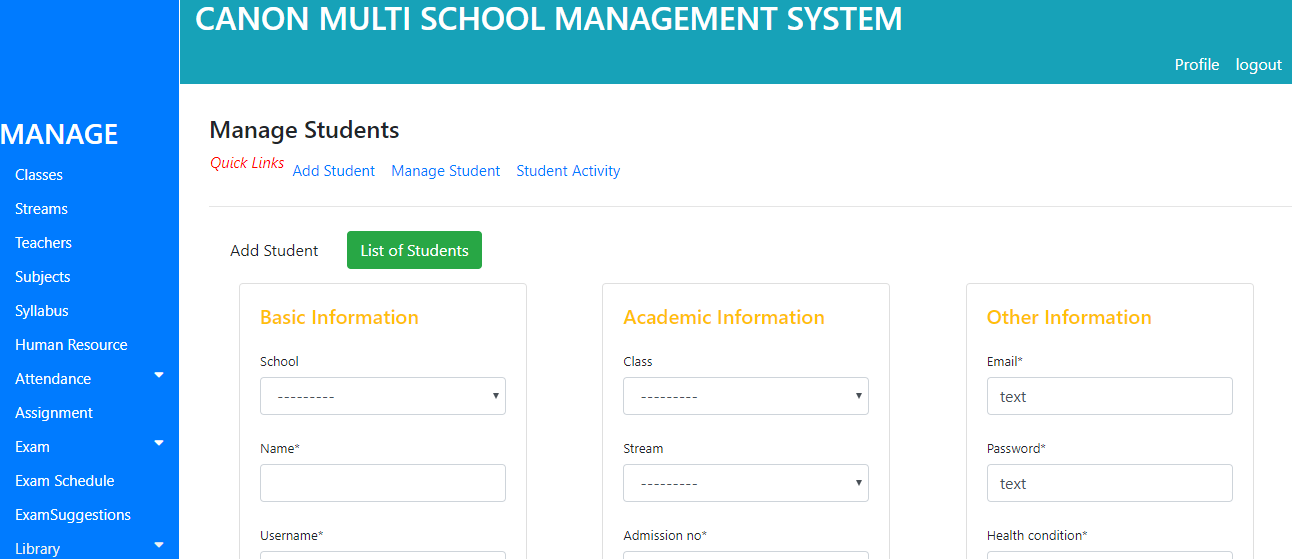 CANON MULTI SCHOOL MANAGEMENT SYSTEM
Profile logout
MANAGE
Classes
Streams
Teachers
Subjects
Syllabus
Human Resource
Attendance
Assignment
Exam
Exam Schedule
ExamSuggestions
Library
Manage Students
Quick Links Add Student Manage Student Student Activity
Add Student List of Students
Basic Information
School
---------
Name*
Username*
Academic Information
Class
---------
Stream
---------
Admission no*
Other Information
Email*
text
Password*
text
Health condition*